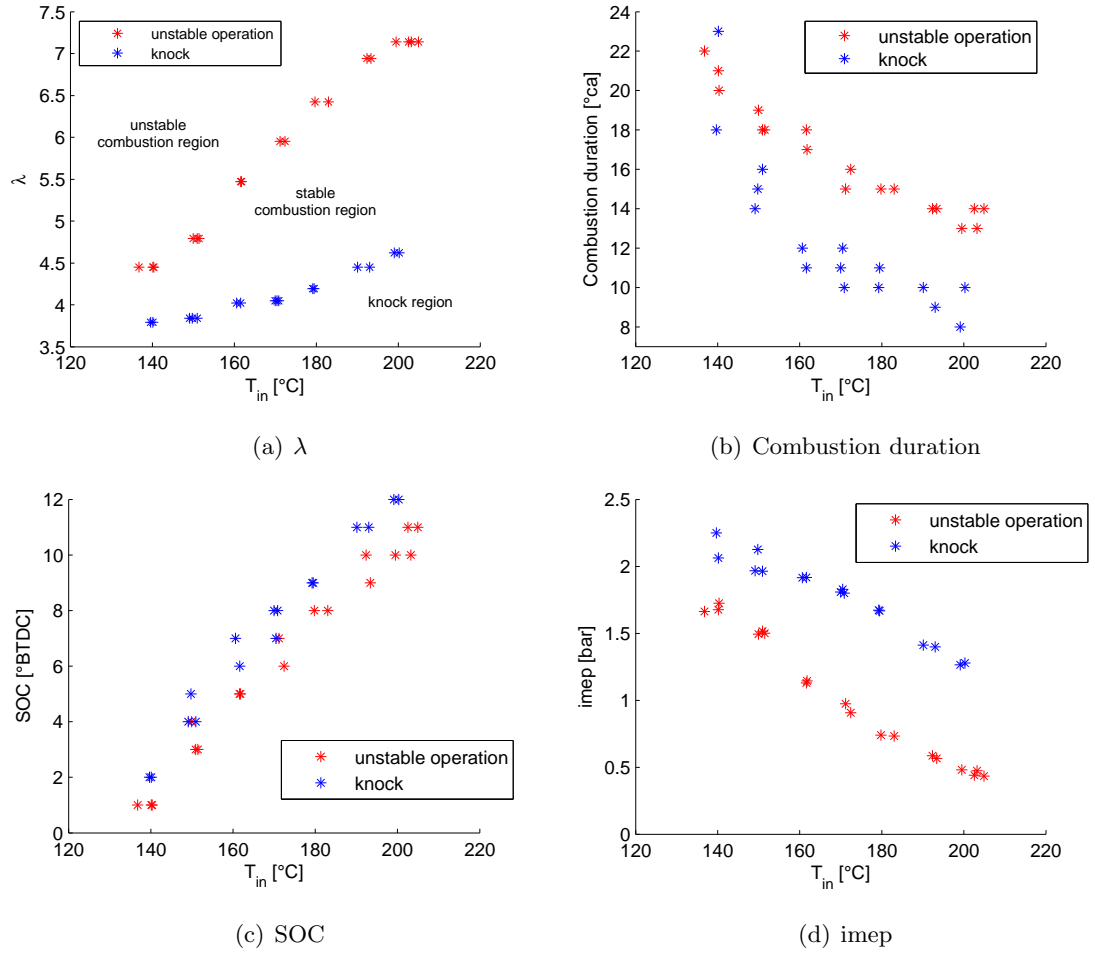 7.5
7
6.5
6
5.5
5
4.5
4
3.5
120 140 160 180 200 220
λ
T_in [°C]
unstable operation
knock
unstable
combustion region
stable
combustion region
knock region
(a) λ
24
22
20
18
16
14
12
10
8
120 140 160 180 200 220
Combustion duration [°ca]
T_in [°C]
unstable operation
knock
(b) Combustion duration
12
10
8
6
4
2
0
120 140 160 180 200 220
SOC [°BTDC]
T_in [°C]
unstable operation
knock
(c) SOC
2.5
2
1.5
1
0.5
0
120 140 160 180 200 220
imep [bar]
T_in [°C]
unstable operation
knock
(d) imep